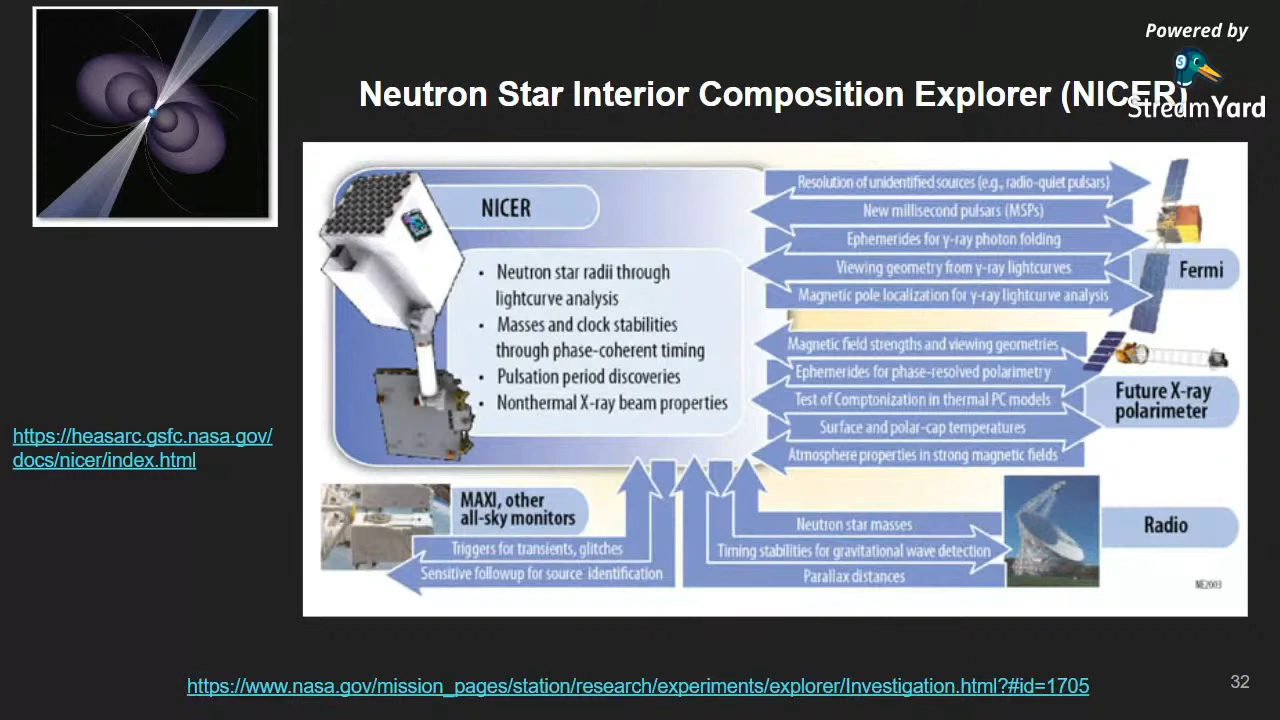 Powered by
StreamYard
Neutron Star Interior Composition Explorer (NICER)
NICER
• Neutron star radii through
lightcurve analysis
• Masses and clock stabilities
through phase-coherent timing
• Pulsation period discoveries
• Nonthermal X-ray beam properties
Resolution of unidentified sources (e.g., radio-quiet pulsars)
New millisecond pulsars (MSPs)
Ephemerides for γ-ray photon folding
Viewing geometry from γ-ray lightcurves
Magnetic pole localization for γ-ray lightcurve analysis
Fermi
Magnetic field strengths and viewing geometries
Ephemerides for phase-resolved polarimetry
Test of Comptonization in thermal PC models
Surface and polar-cap temperatures
Atmosphere properties in strong magnetic fields
Future X-ray
polarimeter
https://heasarc.gsfc.nasa.gov/
docs/nicer/index.html
MAXI, other
all-sky monitors
Triggers for transients, glitches
Sensitive followup for source identification
Neutron star masses
Timing stabilities for gravitational wave detection
Parallax distances
Radio
NE2003
https://www.nasa.gov/mission_pages/station/research/experiments/explorer/Investigation.html?#id=1705
32